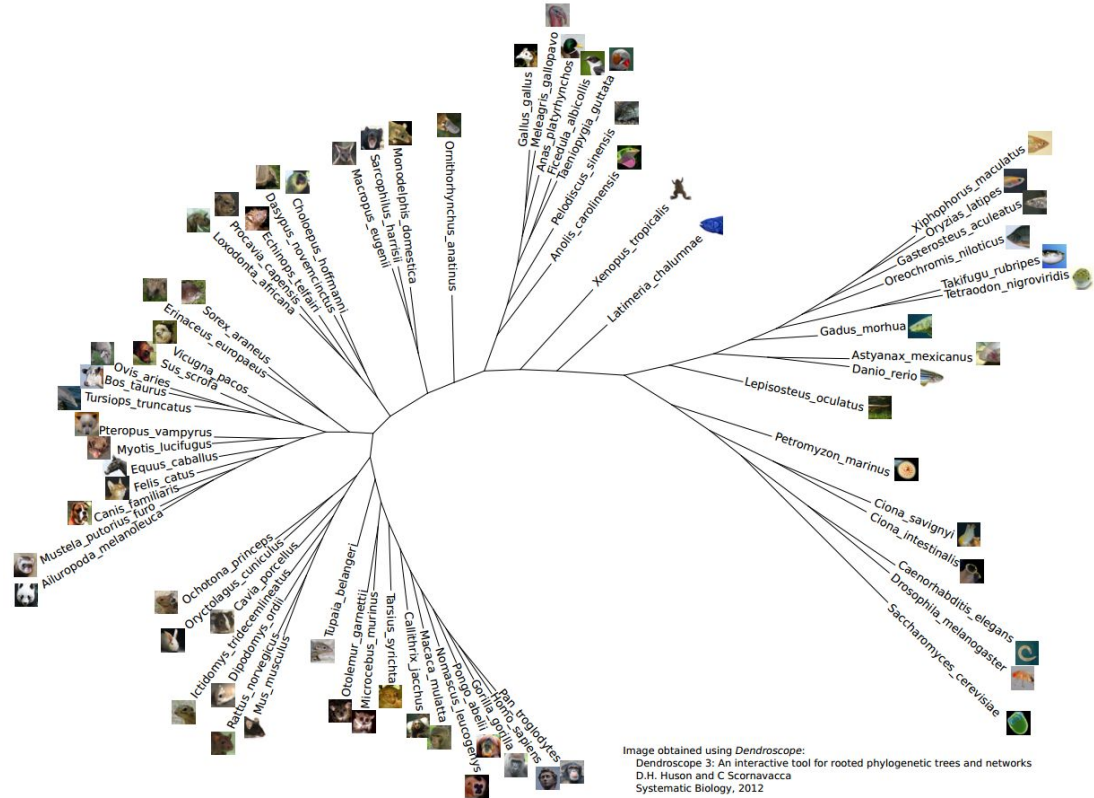 Gallus_gallus
Meleagris_gallopavo
Anas_platyrhynchos
Ficedula_albicollis
Taeniopygia_guttata
Pelodiscus_sinensis
Anolis_carolinensis
Xenopus_tropicalis
Latimeria_chalumnae
Xiphophorus_maculatus
Oryzias_latipes
Gasterosteus_aculeatus
Oreochromis_niloticus
Takifugu_rubripes
Tetraodon_nigroviridis
Gadus_morhua
Astyanax_mexicanus
Danio_rerio
Lepisosteus_oculatus
Petromyzon_marinus
Ciona_savignyi
Ciona_intestinalis
Caenorhabditis_elegans
Drosophila_melanogaster
Saccharomyces_cerevisiae
Pan_troglodytes
Homo_sapiens
Gorilla_gorilla
Pongo_abelii
Nomascus_leucogenys
Macaca_mulatta
Callithrix_jacchus
Tarsius_syrichta
Microcebus_murinus
Otolemur_garnettii
Tupaia_belangeri
Mus_musculus
Rattus_norvegicus
Dipodomys_ordii
Ictidomys_tridecemlineatus
Cavia_porcellus
Oryctolagus_cuniculus
Ochotona_princeps
Ailuropoda_melanoleuca
Mustela_putorius_furo
Canis_familiaris
Felis_catus
Equus_caballus
Myotis_lucifugus
Pteropus_vampyrus
Tursiops_truncatus
Bos_taurus
Ovis_aries
Sus_scrofa
Vicugna_pacos
Erinaceus_europaeus
Sorex_araneus
Loxodonta_africana
Procavia_capensis
Echinops_telfairi
Dasypus_novemcinctus
Choloepus_hoffmanni
Macropus_eugenii
Sarcophilus_harrisii
Monodelphis_domestica
Ornithorhynchus_anatinus
Image obtained using Dendroscope:
Dendroscope 3: An interactive tool for rooted phylogenetic trees and networks
D.H. Huson and C Scornavacca
Systematic Biology, 2012